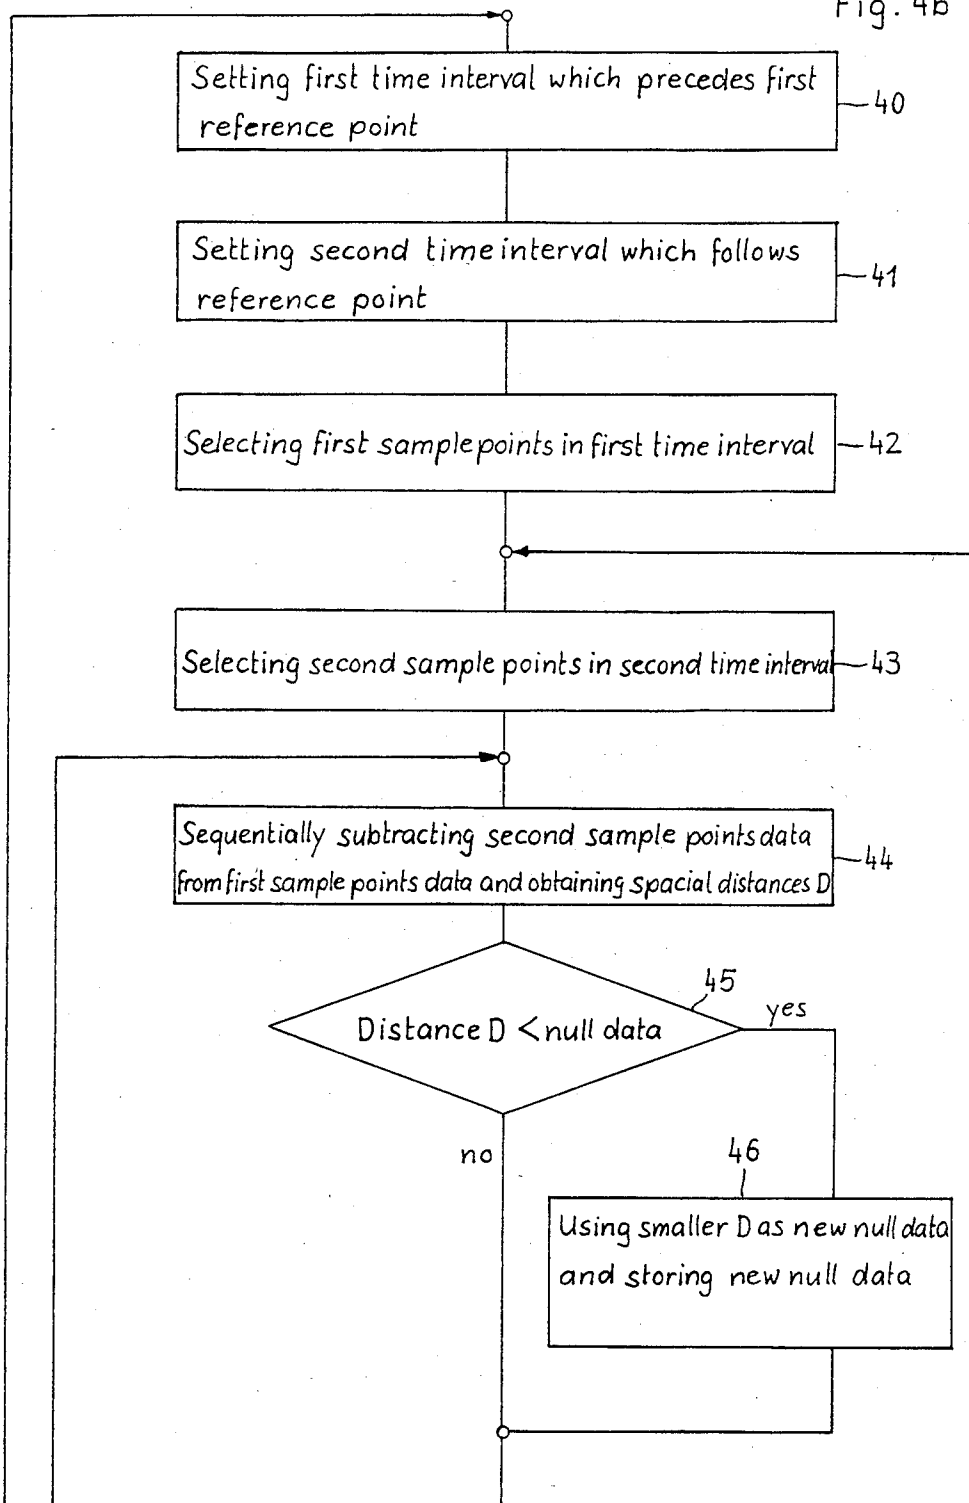 Fig. 4b
Setting first time interval which precedes first
reference point
40
Setting second time interval which follows
reference point
41
Selecting first sample points in first time interval
42
Selecting second sample points in second time interval
43
Sequentially subtracting second sample points data
from first sample points data and obtaining spacial distances D
44
45
Distance D < null data
yes
no
46
Using smaller D as new null data
and storing new null data